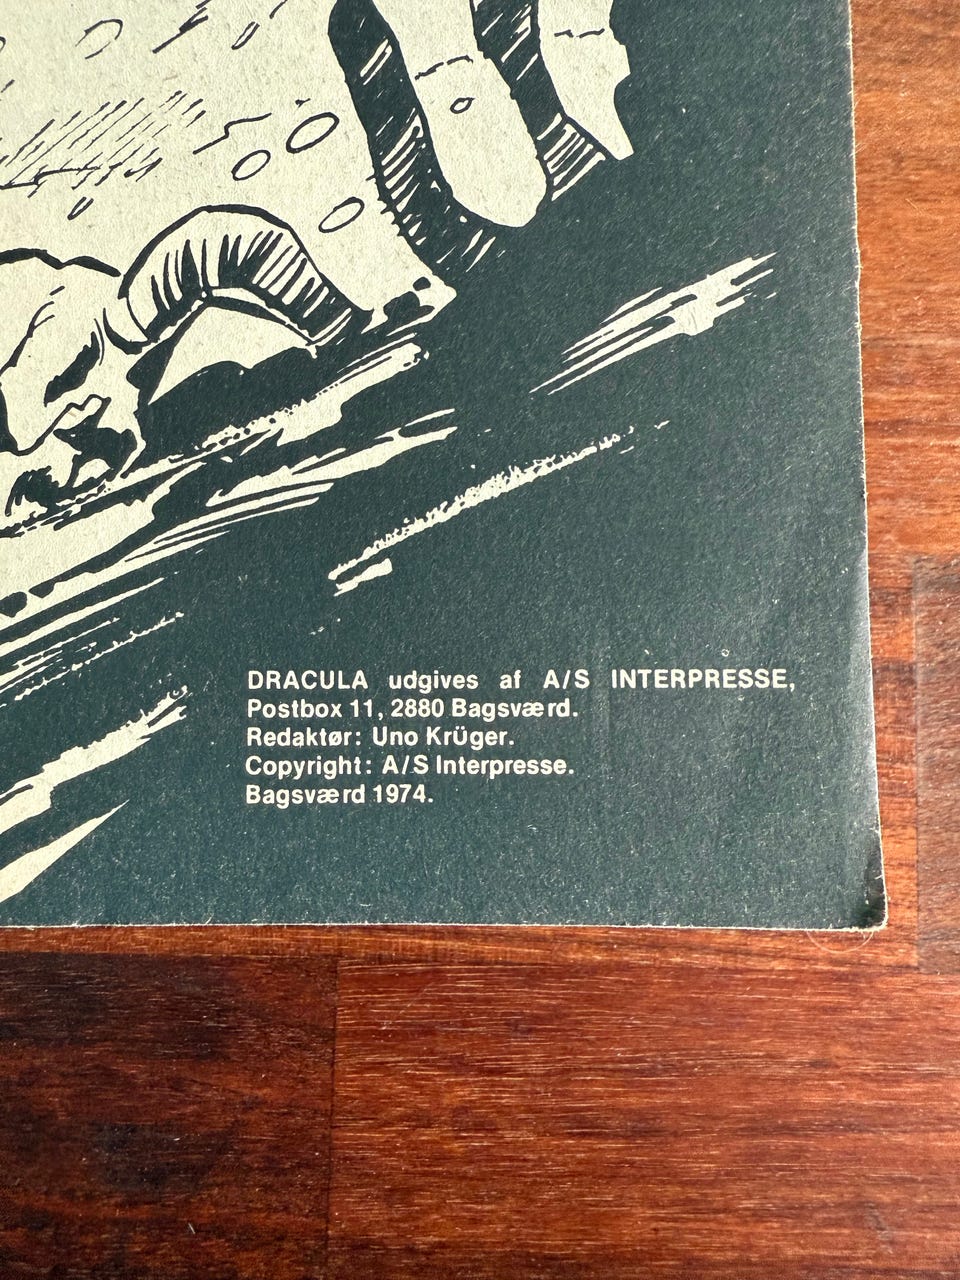 DRACULA udgives af A/S INTERPRESSE,
Postbox 11, 2880 Bagsværd.
Redaktør: Uno Krüger.
Copyright: A/S Interpresse.
Bagsværd 1974.